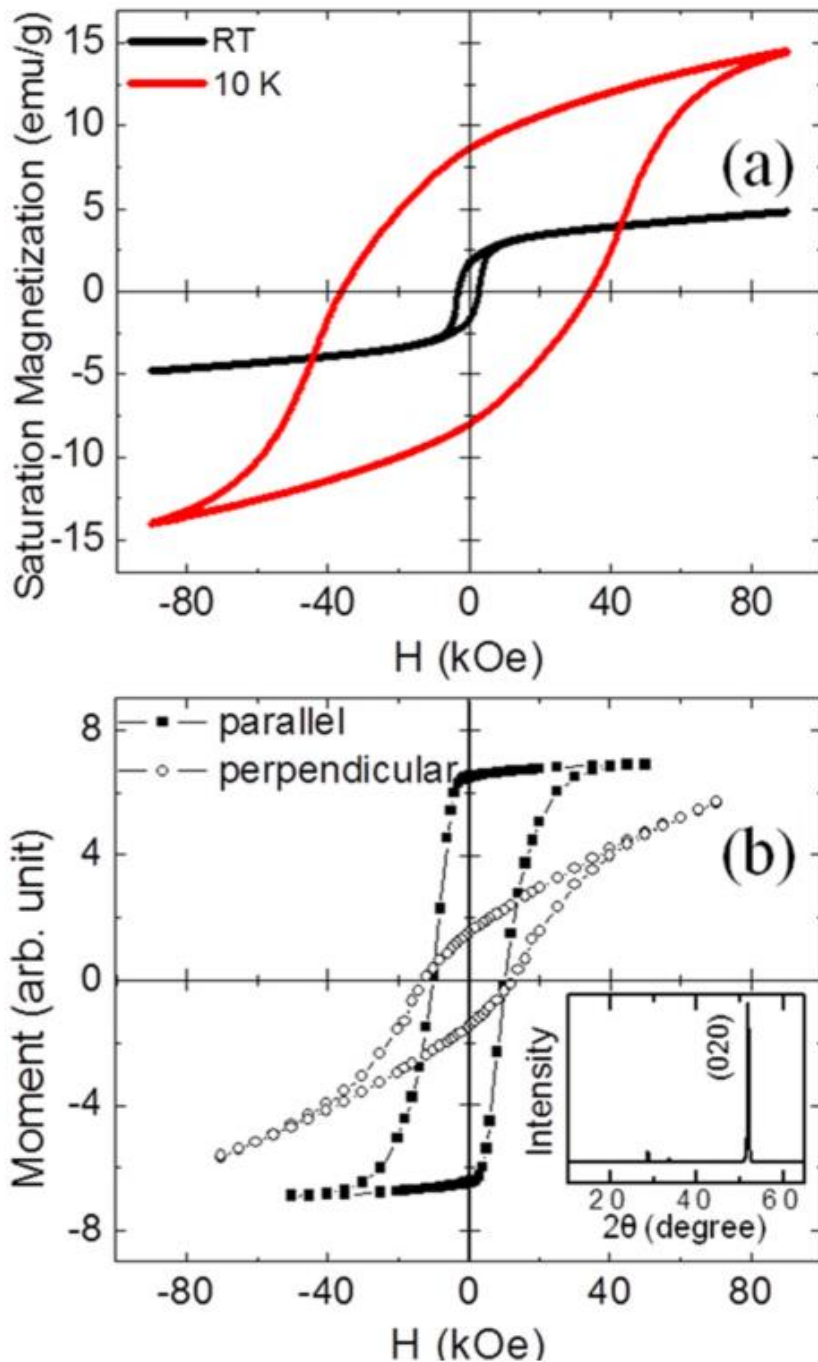 RT
10 K
(a)
Saturation Magnetization (emu/g)
15
10
5
0
-5
-10
-15
-80 -40 0 40 80
H (kOe)
parallel
perpendicular
(b)
Moment (arb. unit)
8
4
0
-4
-8
(020)
Intensity
20 40 60
2θ (degree)
-80 -40 0 40 80
H (kOe)